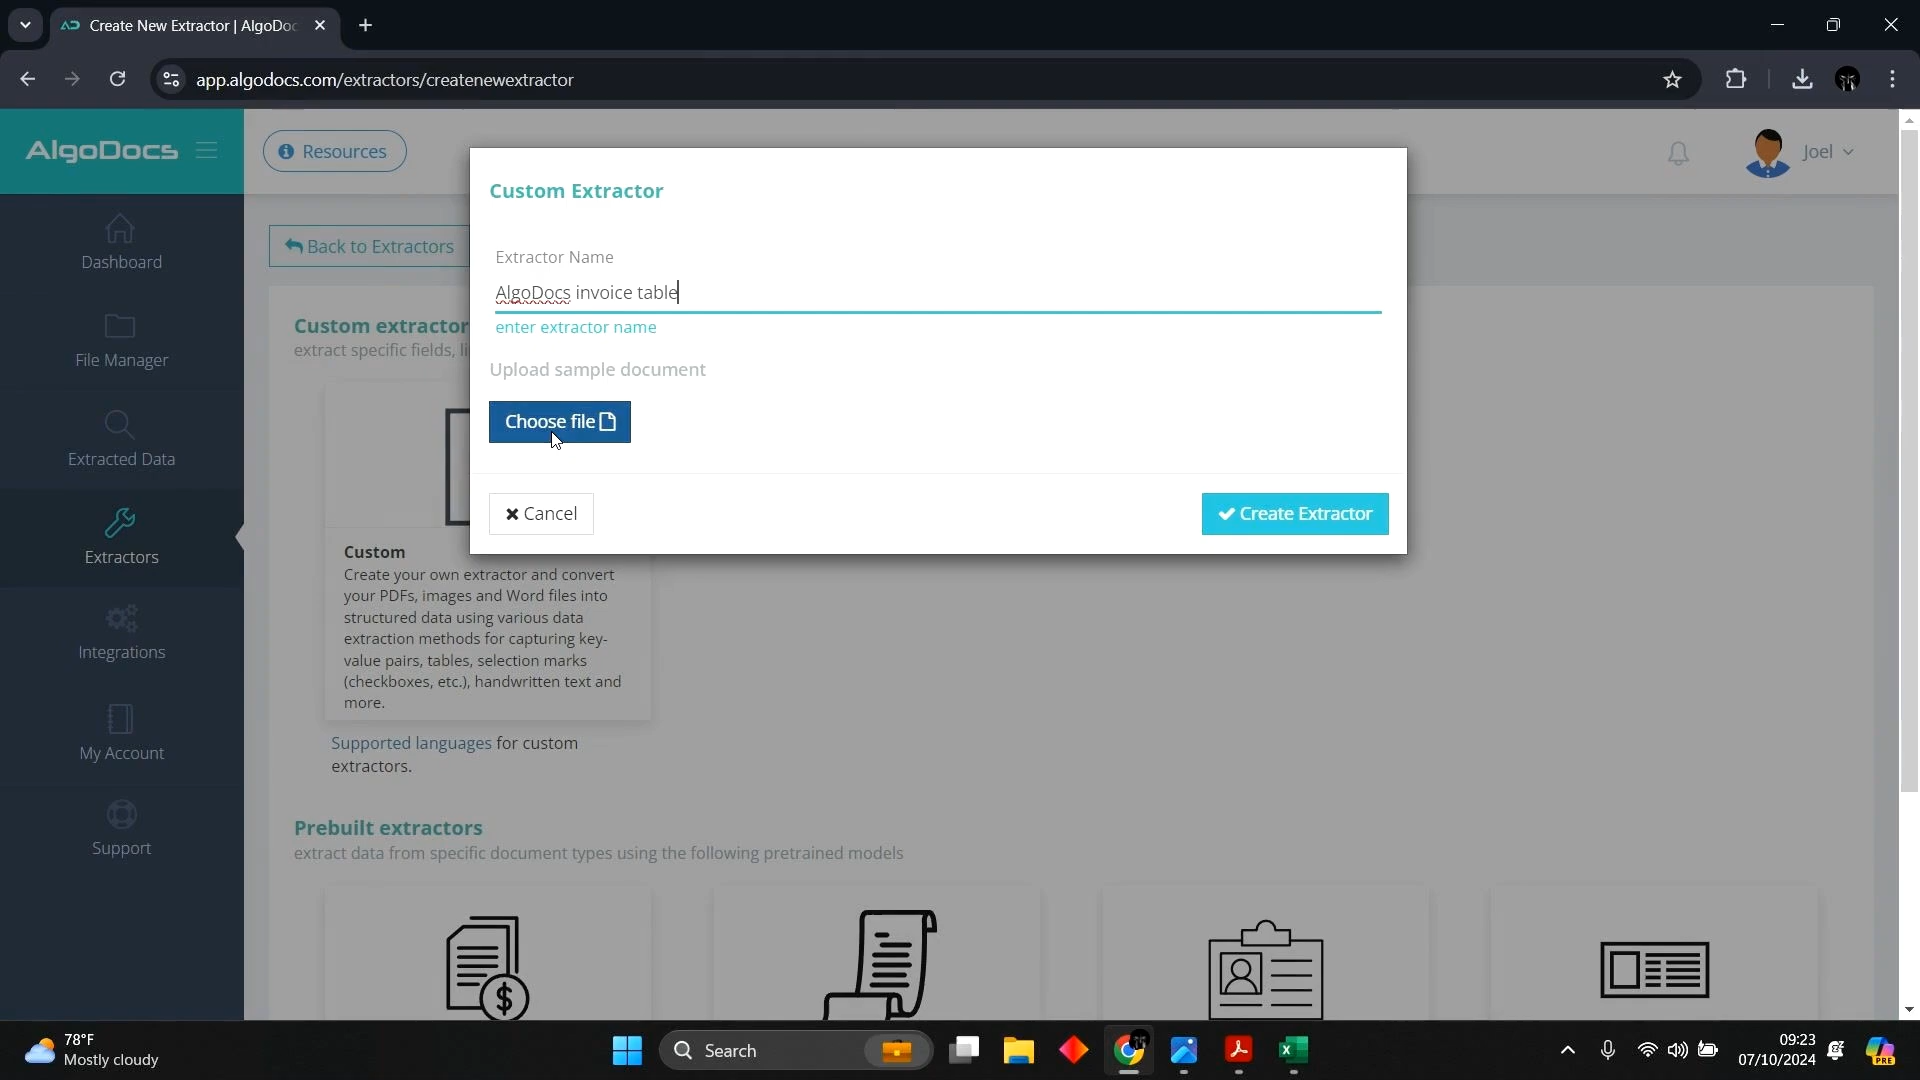 Create New Extractor | AlgoDoc
app.algodocs.com/extractors/createnewextractor
AlgoDocs
Resources
Joel
Dashboard
File Manager
Extracted Data
Extractors
Integrations
My Account
Support
Back to Extractors
Custom extractor
extract specific fields, li
Custom Extractor
Extractor Name
AlgoDocs invoice table
enter extractor name
Upload sample document
Choose file
Cancel
Create Extractor
Custom
Create your own extractor and convert
your PDFs, images and Word files into
structured data using various data
extraction methods for capturing key-
value pairs, tables, selection marks
(checkboxes, etc.), handwritten text and
more.
Supported languages for custom
extractors.
Prebuilt extractors
extract data from specific document types using the following pretrained models
78°F
Mostly cloudy
Search
09:23
07/10/2024
PRE